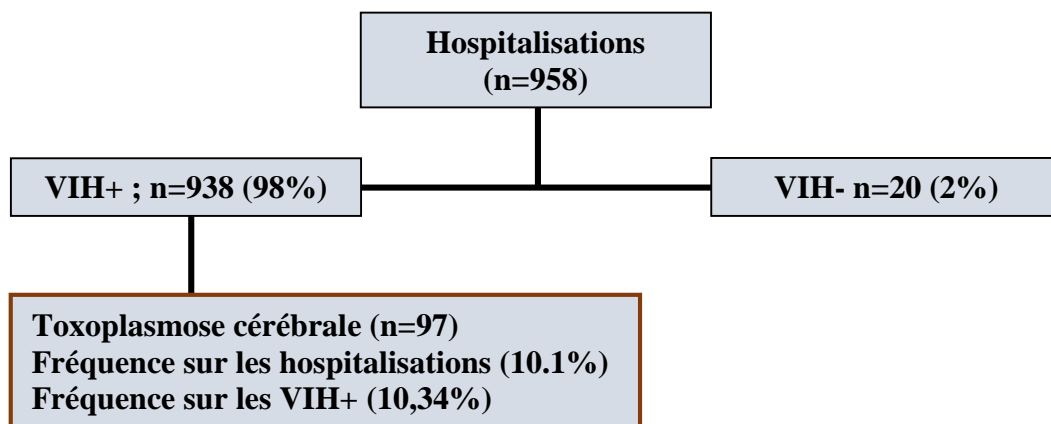 Hospitalisations
(n=958)
VIH+ ; n=938 (98%)
VIH- n=20 (2%)
Toxoplasmose cérébrale (n=97)
Fréquence sur les hospitalisations (10.1%)
Fréquence sur les VIH+ (10,34%)